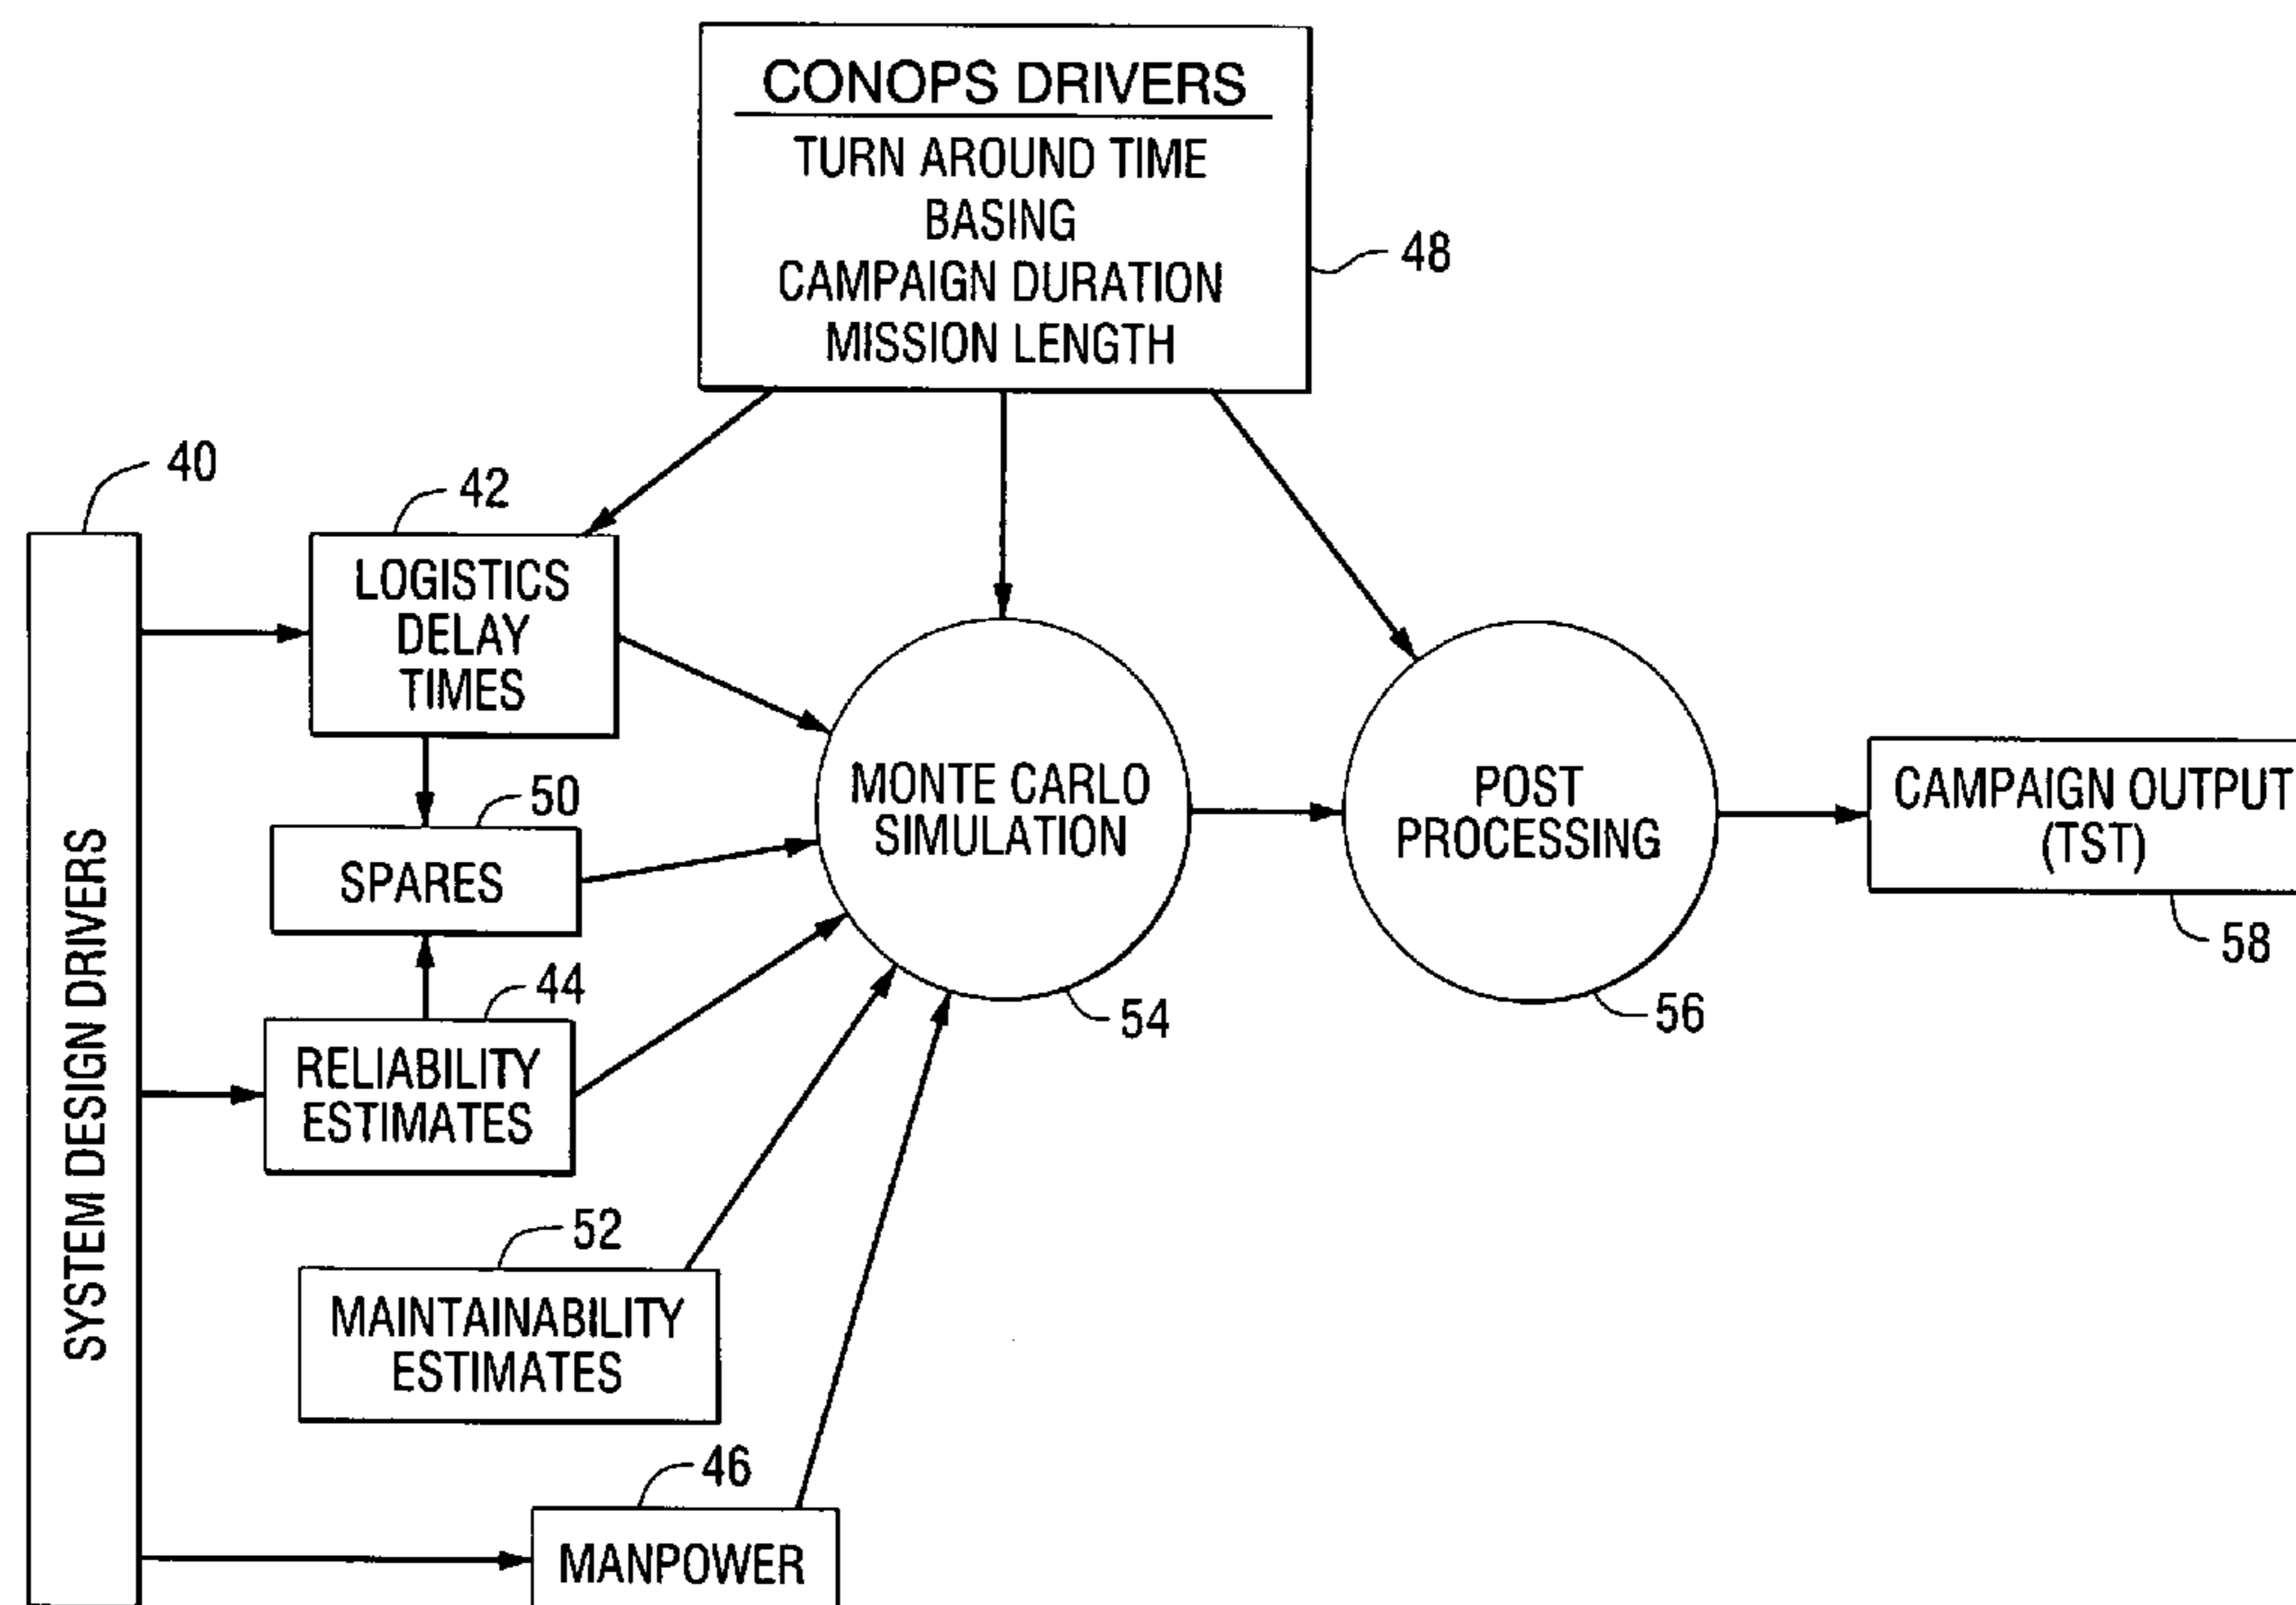 CONOPS DRIVERS
TURN AROUND TIME
BASING
CAMPAIGN DURATION
MISSION LENGTH
48
40
42
LOGISTICS
DELAY
TIMES
50
SPARES
44
RELIABILITY
ESTIMATES
52
MAINTAINABILITY
ESTIMATES
46
MANPOWER
SYSTEM DESIGN DRIVERS
MONTE CARLO
SIMULATION
54
POST
PROCESSING
56
CAMPAIGN OUTPUT
(TST)
58